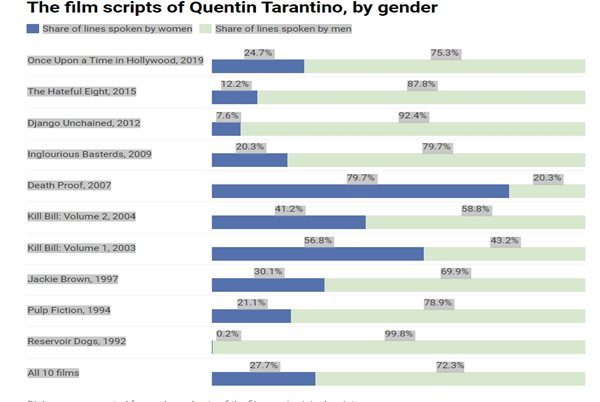 The film scripts of Quentin Tarantino, by gender
Share of lines spoken by women Share of lines spoken by men
24.7% 75.3%
Once Upon a Time in Hollywood, 2019
12.2% 87.8%
The Hateful Eight, 2015
7.6% 92.4%
Django Unchained, 2012
20.3% 79.7%
Inglourious Basterds, 2009
79.7% 20.3%
Death Proof, 2007
41.2% 58.8%
Kill Bill: Volume 2, 2004
56.8% 43.2%
Kill Bill: Volume 1, 2003
30.1% 69.9%
Jackie Brown, 1997
21.1% 78.9%
Pulp Fiction, 1994
0.2% 99.8%
Reservoir Dogs, 1992
27.7% 72.3%
All 10 films